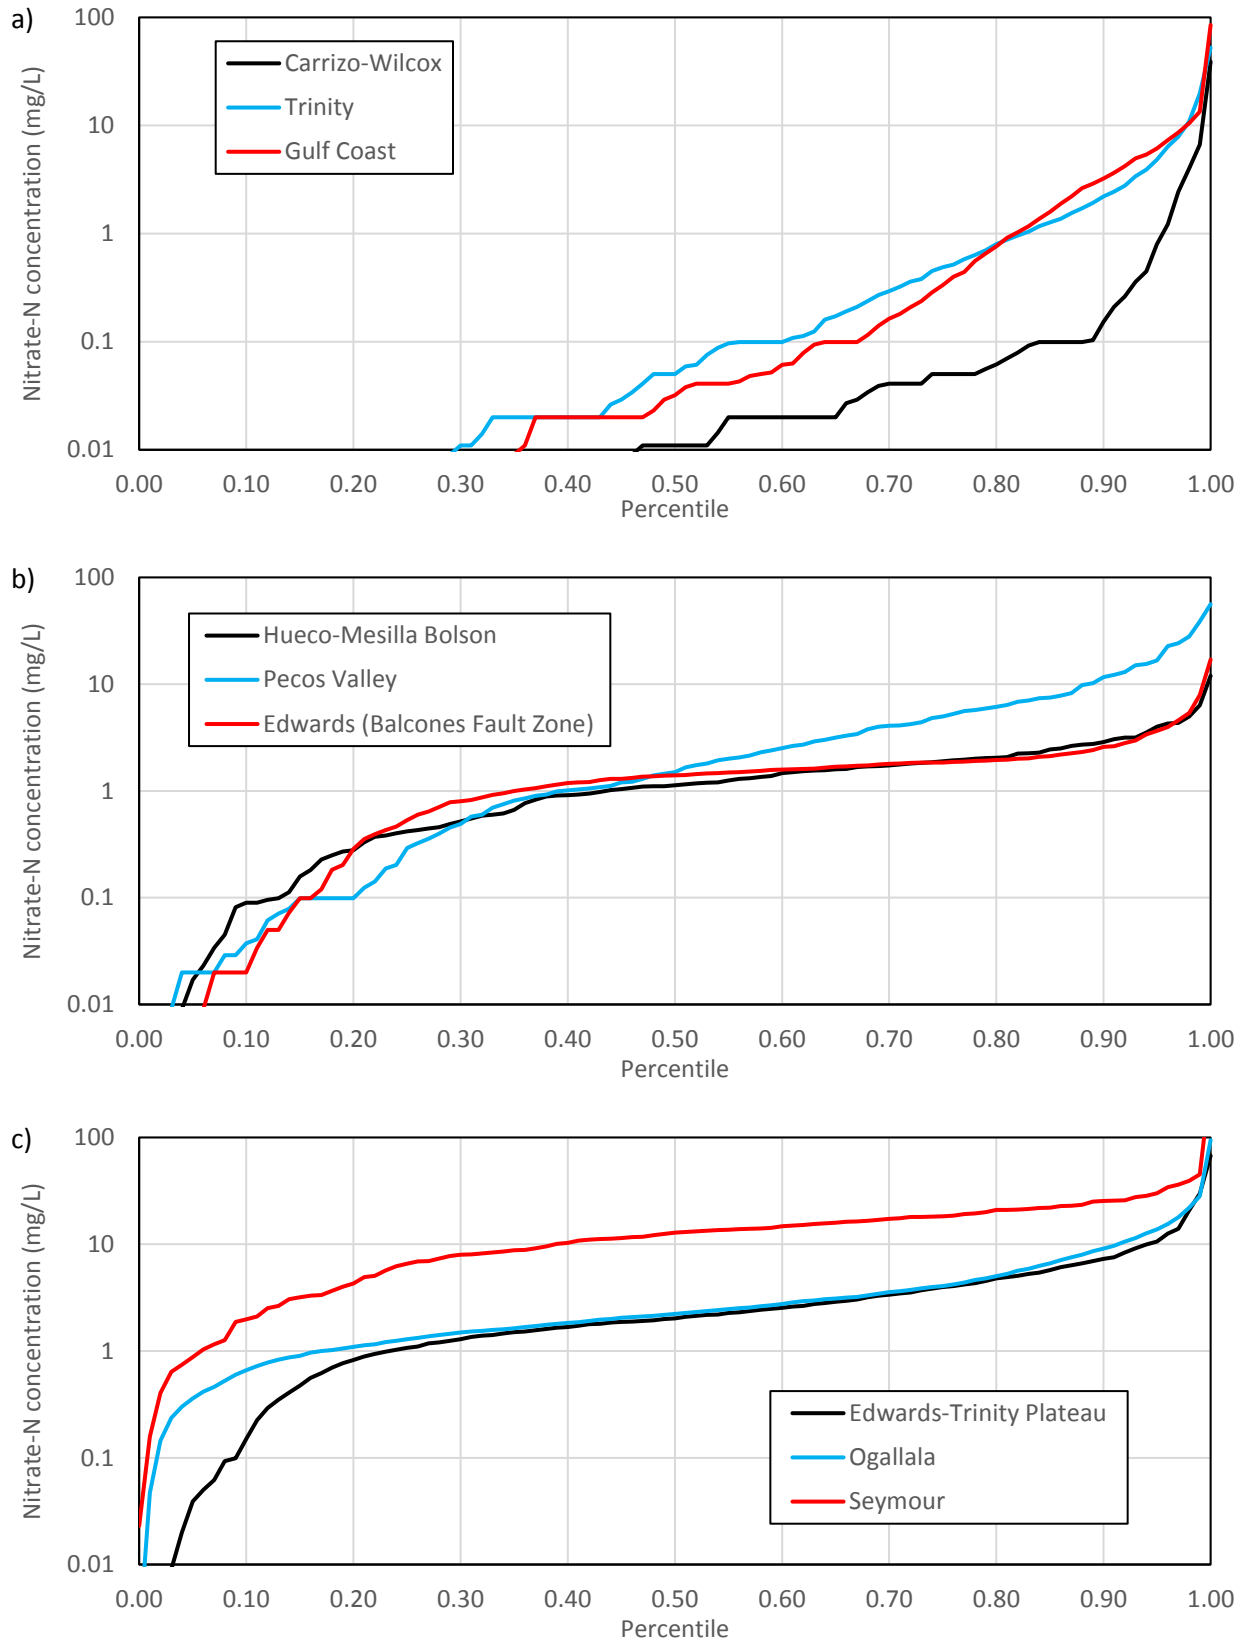 a)
Nitrate-N concentration (mg/L)
100
10
1
0.1
0.01
Carrizo-Wilcox
Trinity
Gulf Coast
0.00 0.10 0.20 0.30 0.40 0.50 0.60 0.70 0.80 0.90 1.00
Percentile
b)
Nitrate-N concentration (mg/L)
100
10
1
0.1
0.01
Hueco-Mesilla Bolson
Pecos Valley
Edwards (Balcones Fault Zone)
0.00 0.10 0.20 0.30 0.40 0.50 0.60 0.70 0.80 0.90 1.00
Percentile
c)
Nitrate-N concentration (mg/L)
100
10
1
0.1
0.01
Edwards-Trinity Plateau
Ogallala
Seymour
0.00 0.10 0.20 0.30 0.40 0.50 0.60 0.70 0.80 0.90 1.00
Percentile